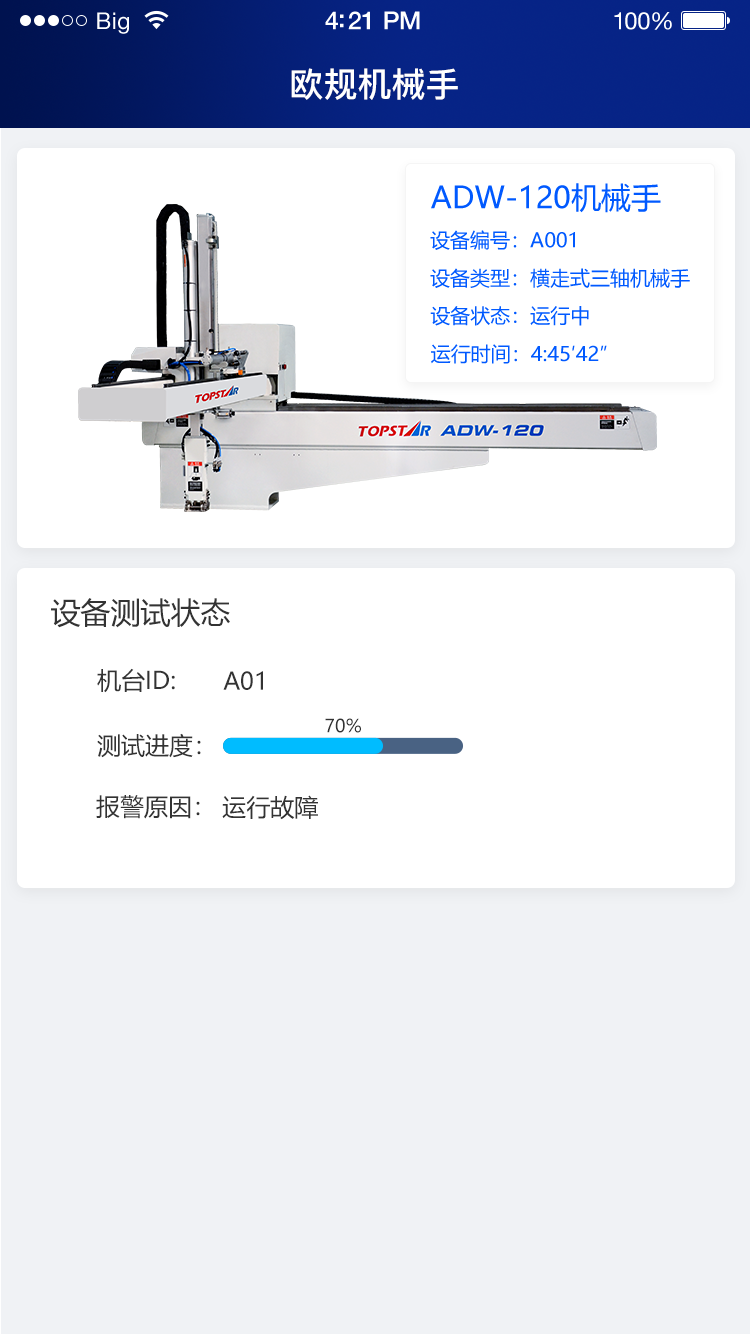 Big 4:21 PM 100%
欧规机械手
ADW-120机械手
设备编号：A001
设备类型：横走式三轴机械手
设备状态：运行中
运行时间：4:45′42″
TOPSTAR
TOPSTAR ADW-120
设备测试状态
机台ID: A01
70%
测试进度：
报警原因： 运行故障